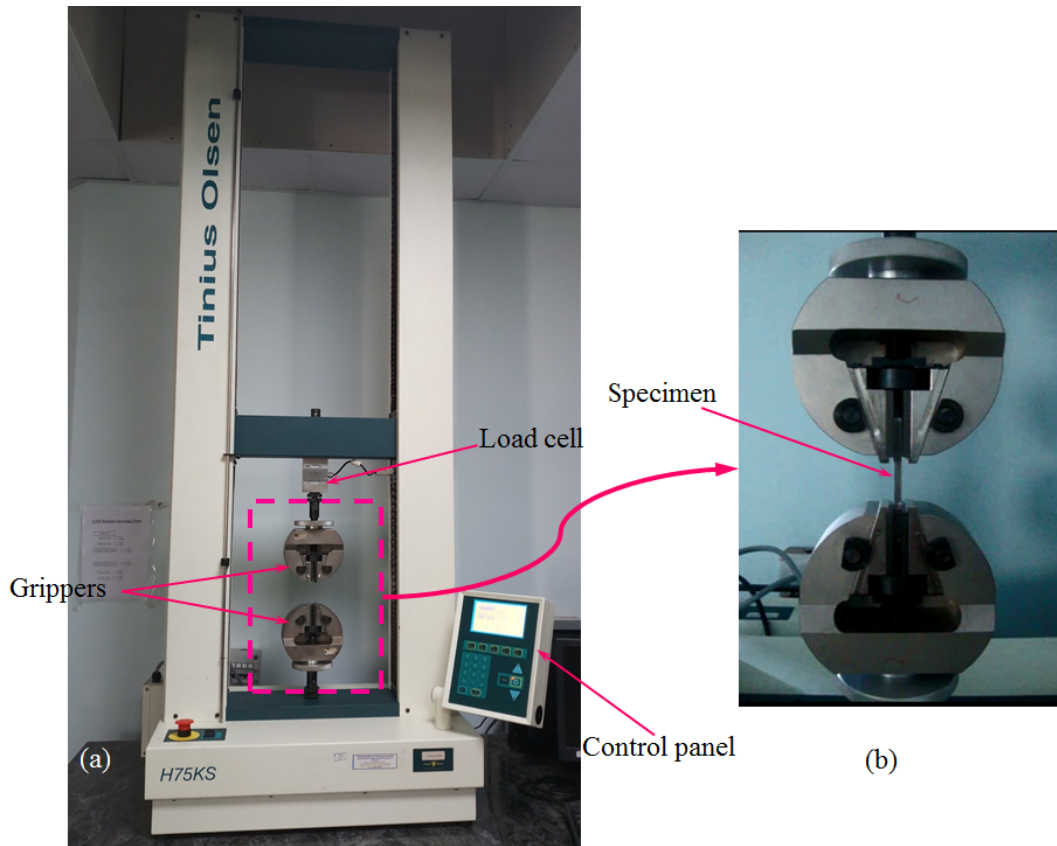 Tinius Olsen
Load cell
Specimen
Grippers
Control panel
(a)
H75KS
(b)